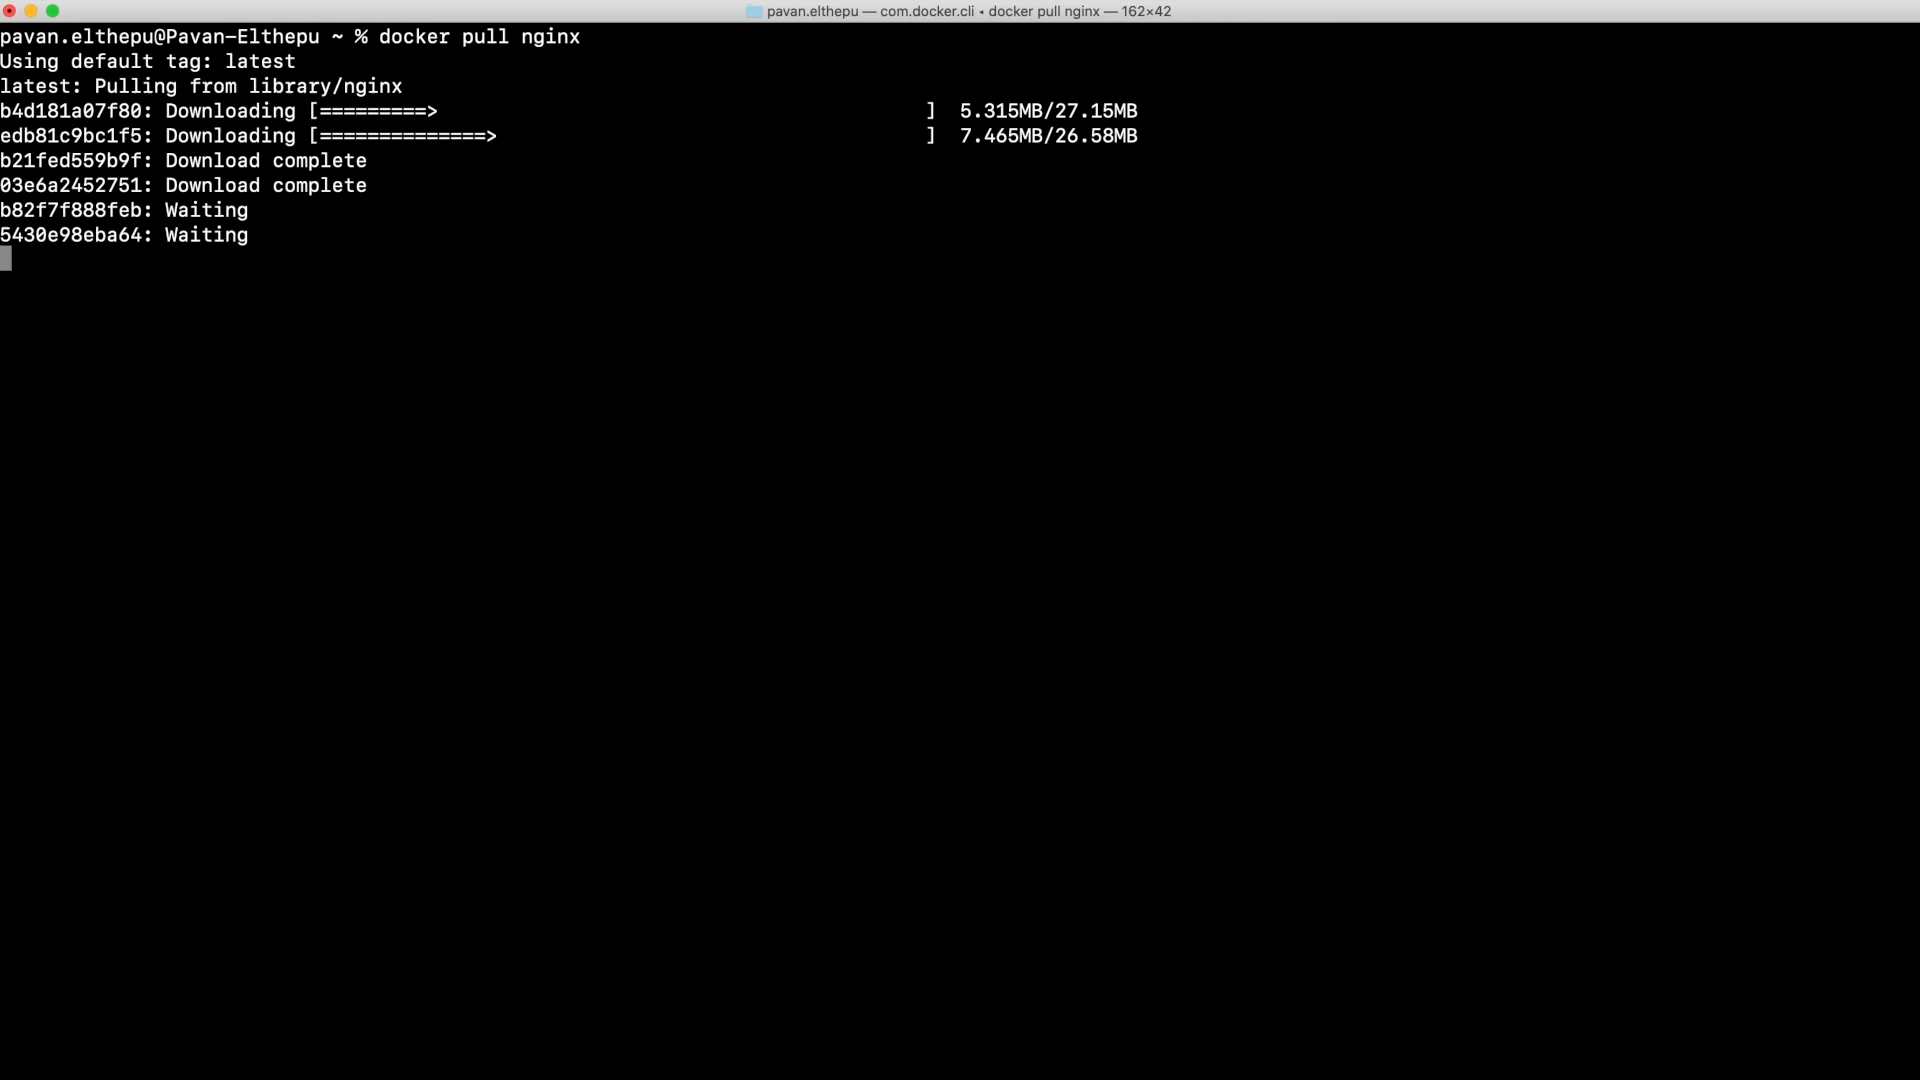 pavan.elthepu — com.docker.cli ◂ docker pull nginx — 162×42
pavan.elthepu@Pavan-Elthepu ~ % docker pull nginx
Using default tag: latest
latest: Pulling from library/nginx
b4d181a07f80: Downloading [=========>                                         ]  5.315MB/27.15MB
edb81c9bc1f5: Downloading [==============>                                    ]  7.465MB/26.58MB
b21fed559b9f: Download complete
03e6a2452751: Download complete
b82f7f888feb: Waiting
5430e98eba64: Waiting